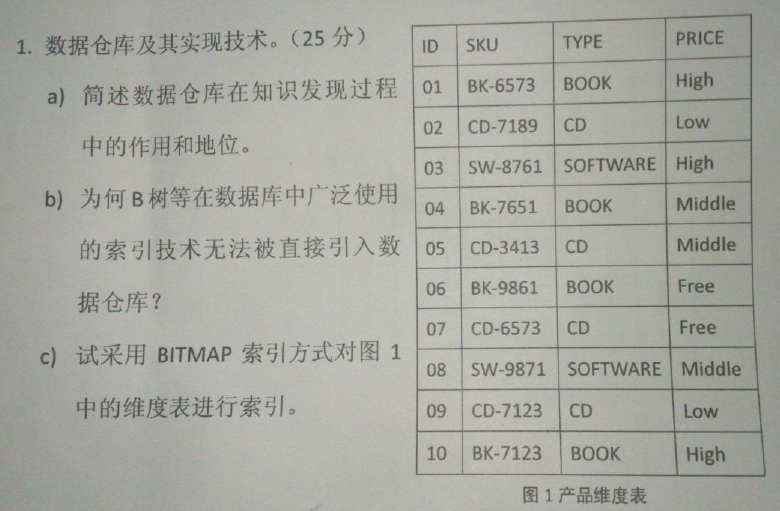 1. 数据仓库及其实现技术。（25 分）
a) 简述数据仓库在知识发现过程
中的作用和地位。
b) 为何 B 树等在数据库中广泛使用
的索引技术无法被直接引入数
据仓库？
c) 试采用 BITMAP 索引方式对图 1
中的维度表进行索引。
ID SKU TYPE PRICE
01 BK-6573 BOOK High
02 CD-7189 CD Low
03 SW-8761 SOFTWARE High
04 BK-7651 BOOK Middle
05 CD-3413 CD Middle
06 BK-9861 BOOK Free
07 CD-6573 CD Free
08 SW-9871 SOFTWARE Middle
09 CD-7123 CD Low
10 BK-7123 BOOK High
图 1 产品维度表